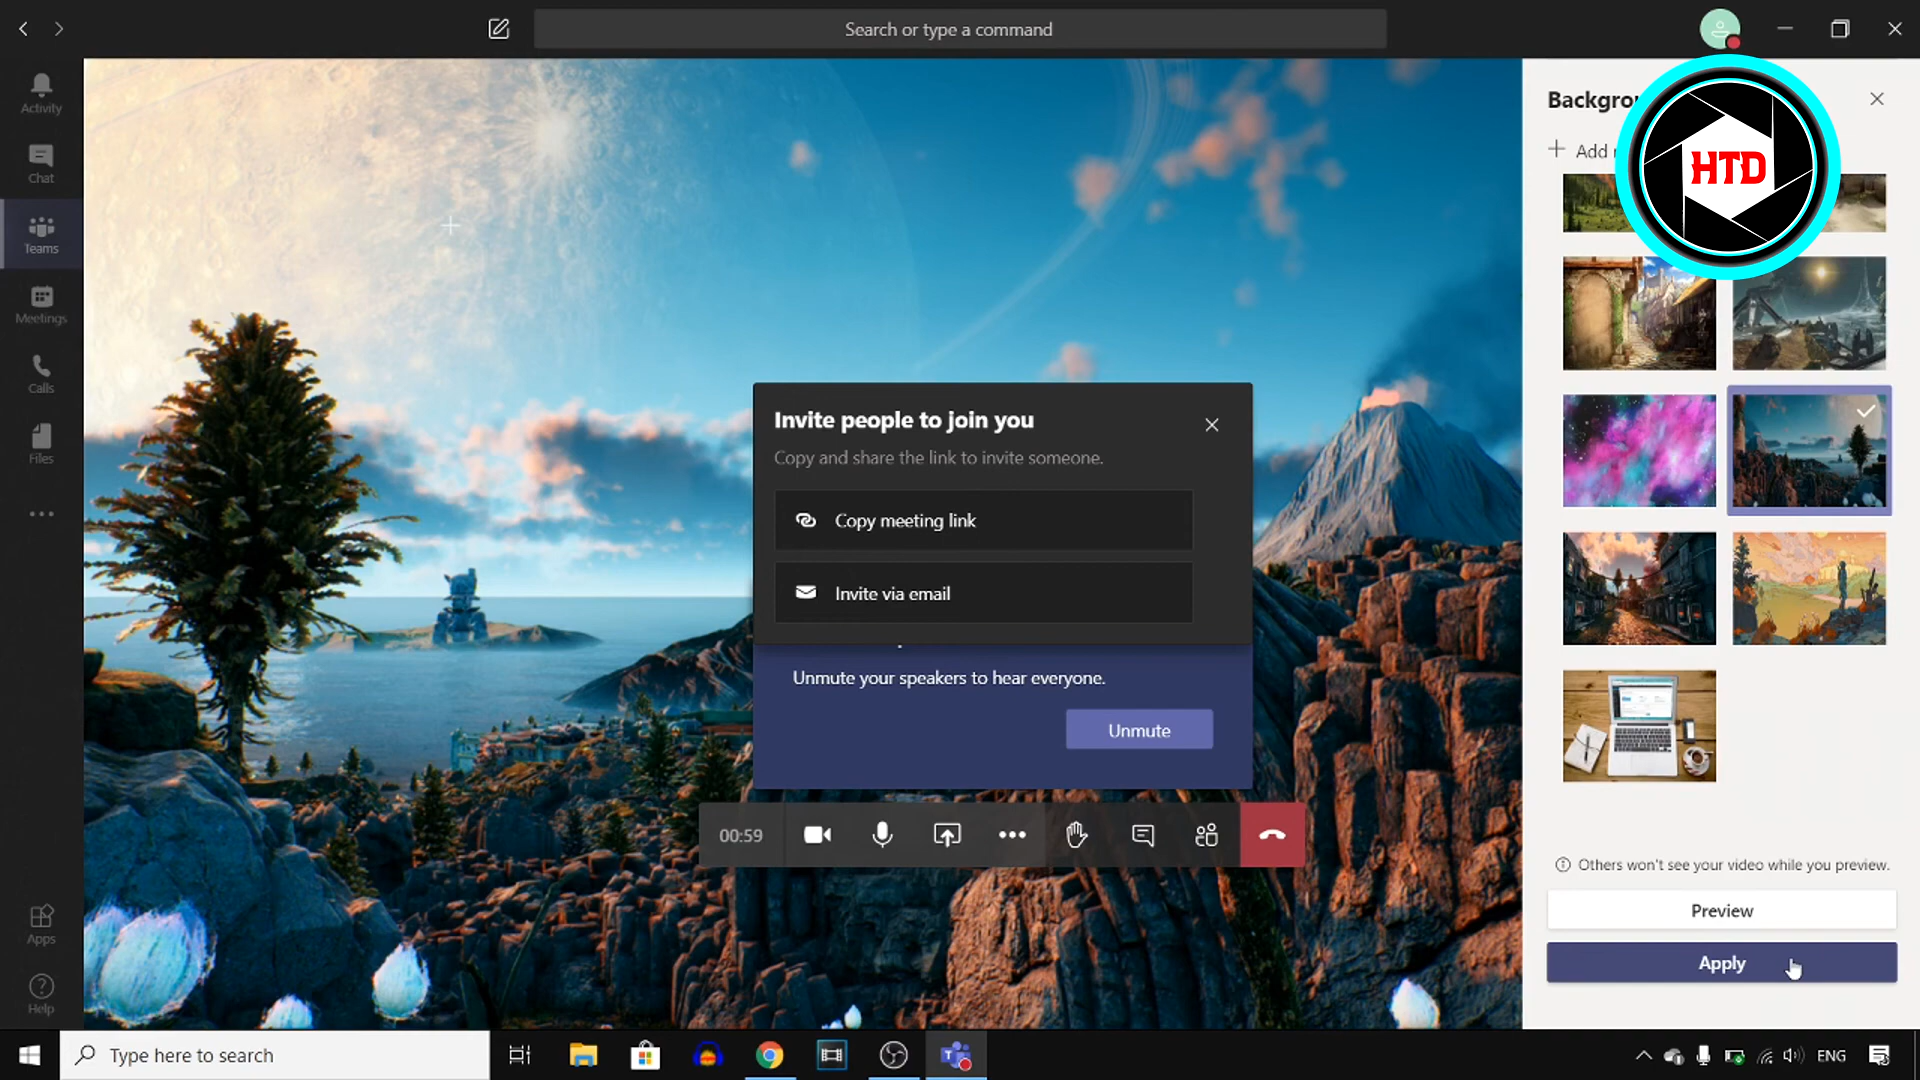 Search or type a command
Activity
Chat
Teams
Meetings
Calls
Files
Apps
Help
Invite people to join you
Copy and share the link to invite someone.
Copy meeting link
Invite via email
Unmute your speakers to hear everyone.
Unmute
00:59
Add
HTD
Others won't see your video while you preview.
Preview
Apply
Type here to search
ENG